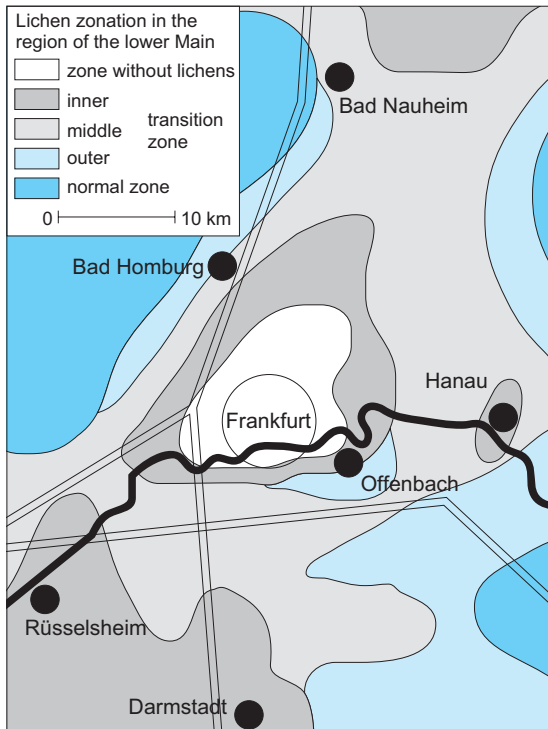 Lichen zonation in the
region of the lower Main
zone without lichens
inner
middle
transition
zone
outer
normal zone
0 10 km
Bad Nauheim
Bad Homburg
Hanau
Frankfurt
Offenbach
Rüsselsheim
Darmstadt